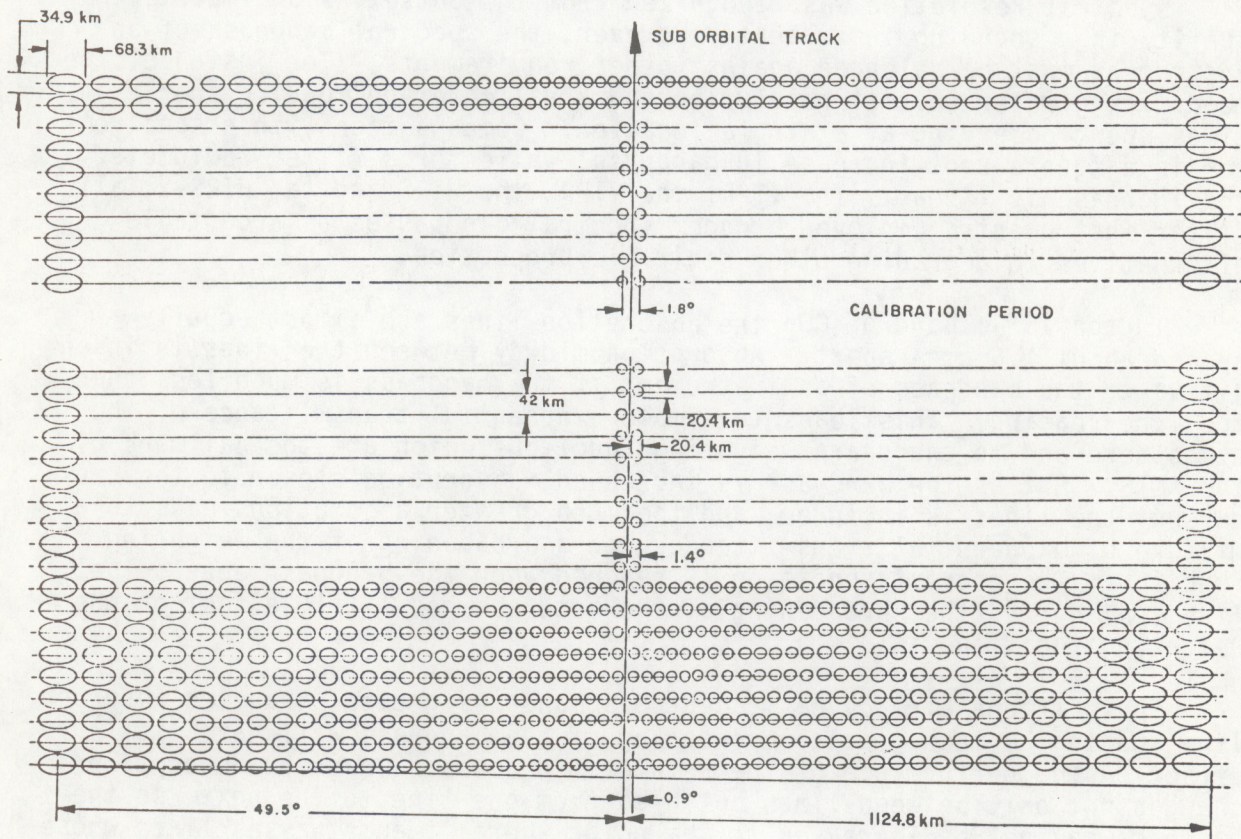 34.9 km
68.3 km
SUB ORBITAL TRACK
1.8°
CALIBRATION PERIOD
42 km
20.4 km
20.4 km
1.4°
0.9°
49.5°
1124.8 km